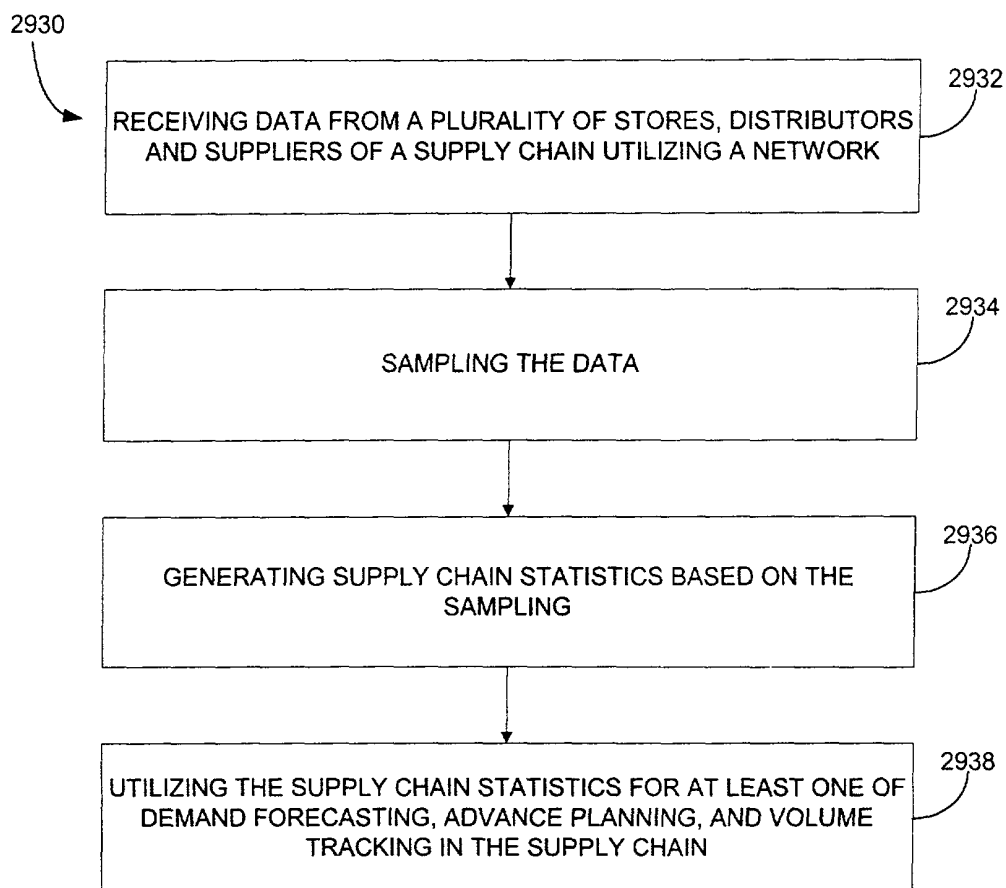 2930
2932
RECEIVING DATA FROM A PLURALITY OF STORES, DISTRIBUTORS
AND SUPPLIERS OF A SUPPLY CHAIN UTILIZING A NETWORK
2934
SAMPLING THE DATA
2936
GENERATING SUPPLY CHAIN STATISTICS BASED ON THE
SAMPLING
2938
UTILIZING THE SUPPLY CHAIN STATISTICS FOR AT LEAST ONE OF
DEMAND FORECASTING, ADVANCE PLANNING, AND VOLUME
TRACKING IN THE SUPPLY CHAIN